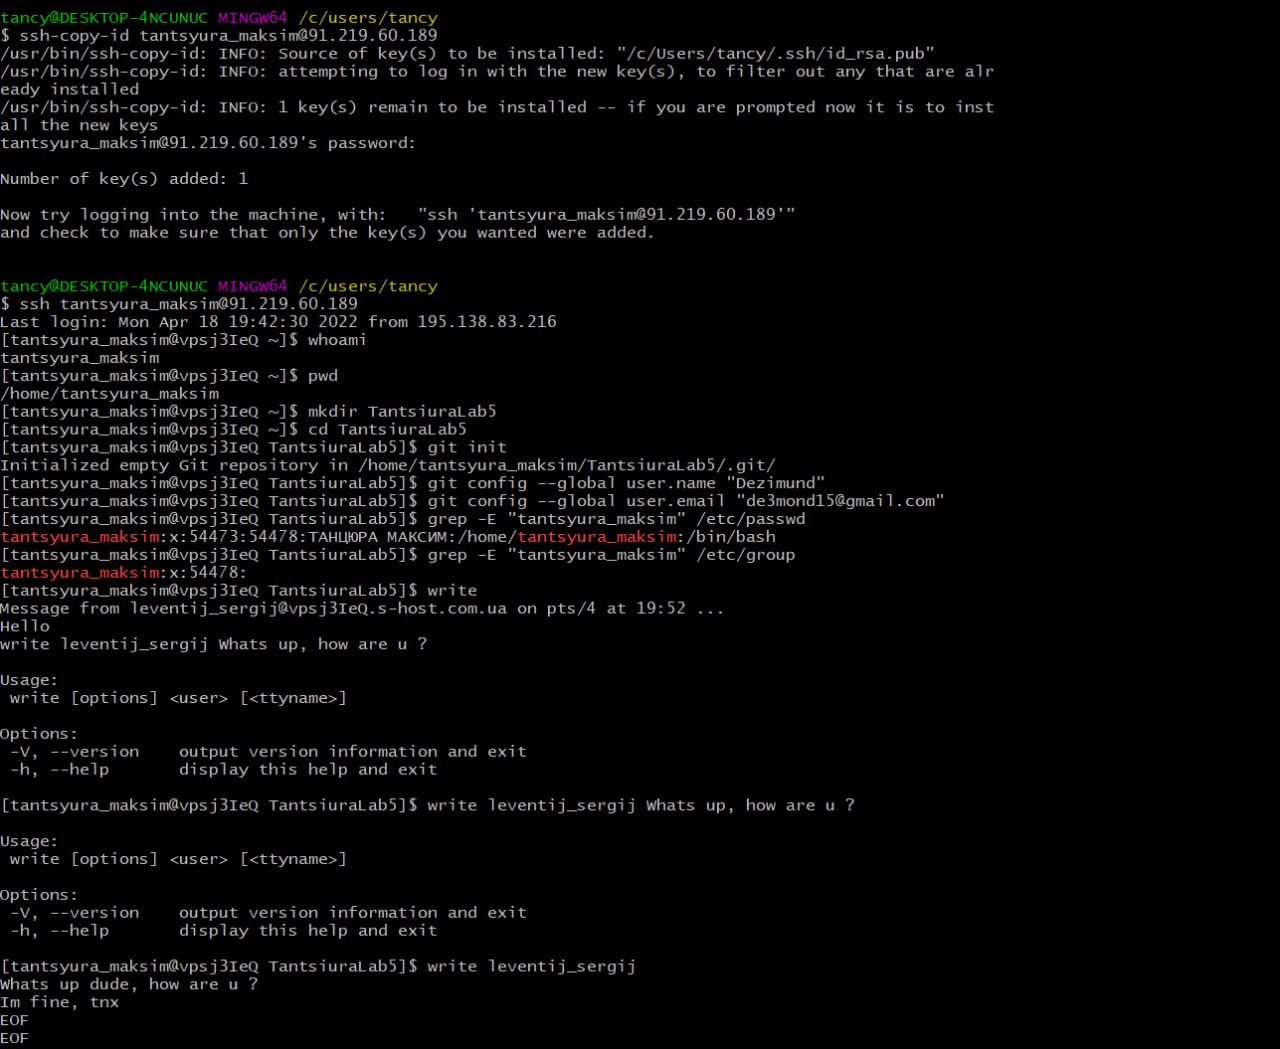 tancy@DESKTOP-4NCUNUC MINGW64 /c/users/tancy
$ ssh-copy-id tantsyura_maksim@91.219.60.189
/usr/bin/ssh-copy-id: INFO: Source of key(s) to be installed: "/c/Users/tancy/.ssh/id_rsa.pub"
/usr/bin/ssh-copy-id: INFO: attempting to log in with the new key(s), to filter out any that are alr
eady installed
/usr/bin/ssh-copy-id: INFO: 1 key(s) remain to be installed -- if you are prompted now it is to inst
all the new keys
tantsyura_maksim@91.219.60.189's password:
Number of key(s) added: 1
Now try logging into the machine, with:   "ssh 'tantsyura_maksim@91.219.60.189'"
and check to make sure that only the key(s) you wanted were added.
tancy@DESKTOP-4NCUNUC MINGW64 /c/users/tancy
$ ssh tantsyura_maksim@91.219.60.189
Last login: Mon Apr 18 19:42:30 2022 from 195.138.83.216
[tantsyura_maksim@vpsj3IeQ ~]$ whoami
tantsyura_maksim
[tantsyura_maksim@vpsj3IeQ ~]$ pwd
/home/tantsyura_maksim
[tantsyura_maksim@vpsj3IeQ ~]$ mkdir TantsiuraLab5
[tantsyura_maksim@vpsj3IeQ ~]$ cd TantsiuraLab5
[tantsyura_maksim@vpsj3IeQ TantsiuraLab5]$ git init
Initialized empty Git repository in /home/tantsyura_maksim/TantsiuraLab5/.git/
[tantsyura_maksim@vpsj3IeQ TantsiuraLab5]$ git config --global user.name "Dezimund"
[tantsyura_maksim@vpsj3IeQ TantsiuraLab5]$ git config --global user.email "de3mond15@gmail.com"
[tantsyura_maksim@vpsj3IeQ TantsiuraLab5]$ grep -E "tantsyura_maksim" /etc/passwd
tantsyura_maksim:x:54473:54478:ТАНЦЮРА МАКСИМ:/home/tantsyura_maksim:/bin/bash
[tantsyura_maksim@vpsj3IeQ TantsiuraLab5]$ grep -E "tantsyura_maksim" /etc/group
tantsyura_maksim:x:54478:
[tantsyura_maksim@vpsj3IeQ TantsiuraLab5]$ write
Message from leventij_sergij@vpsj3IeQ.s-host.com.ua on pts/4 at 19:52 ...
Hello
write leventij_sergij Whats up, how are u ?
Usage:
 write [options] <user> [<ttyname>]
Options:
 -V, --version    output version information and exit
 -h, --help       display this help and exit
[tantsyura_maksim@vpsj3IeQ TantsiuraLab5]$ write leventij_sergij Whats up, how are u ?
Usage:
 write [options] <user> [<ttyname>]
Options:
 -V, --version    output version information and exit
 -h, --help       display this help and exit
[tantsyura_maksim@vpsj3IeQ TantsiuraLab5]$ write leventij_sergij
Whats up dude, how are u ?
Im fine, tnx
EOF
EOF